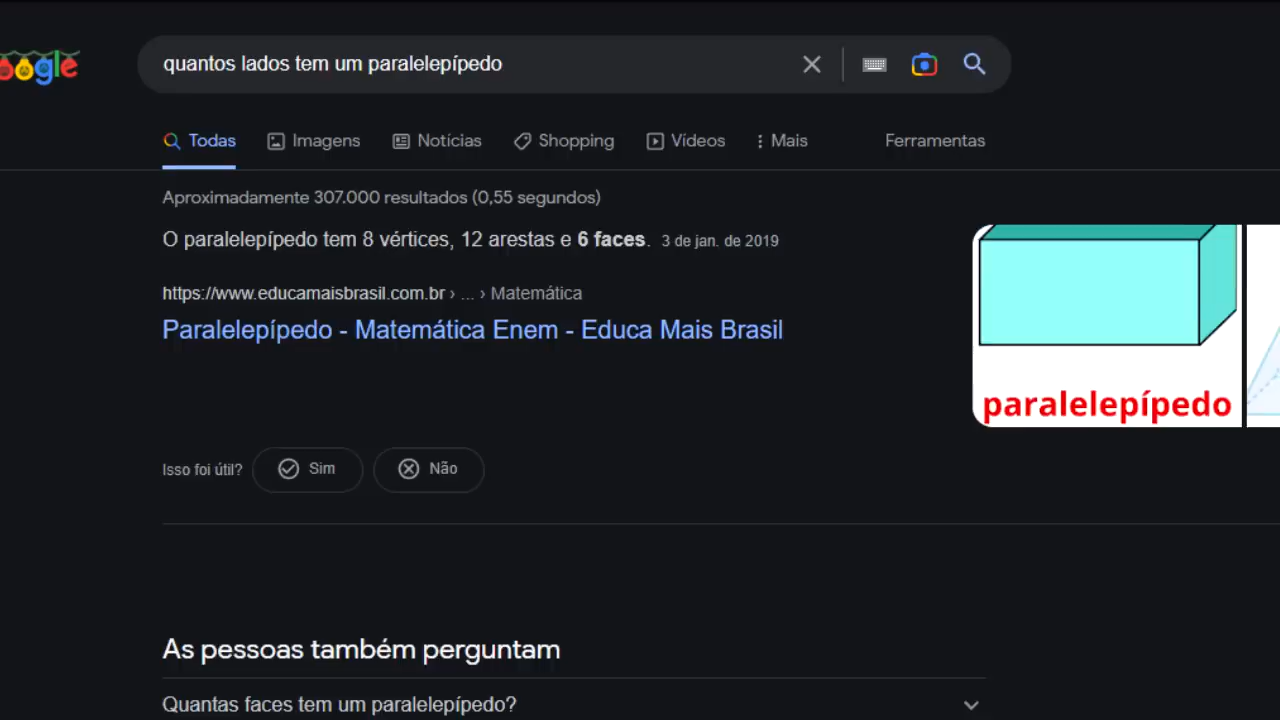 Google
quantos lados tem um paralelepípedo
Todas Imagens Notícias Shopping Vídeos Mais Ferramentas
Aproximadamente 307.000 resultados (0,55 segundos)
O paralelepípedo tem 8 vértices, 12 arestas e 6 faces. 3 de jan. de 2019
https://www.educamaisbrasil.com.br › ... › Matemática
Paralelepípedo - Matemática Enem - Educa Mais Brasil
paralelepípedo
Isso foi útil? Sim Não
As pessoas também perguntam
Quantas faces tem um paralelepípedo?